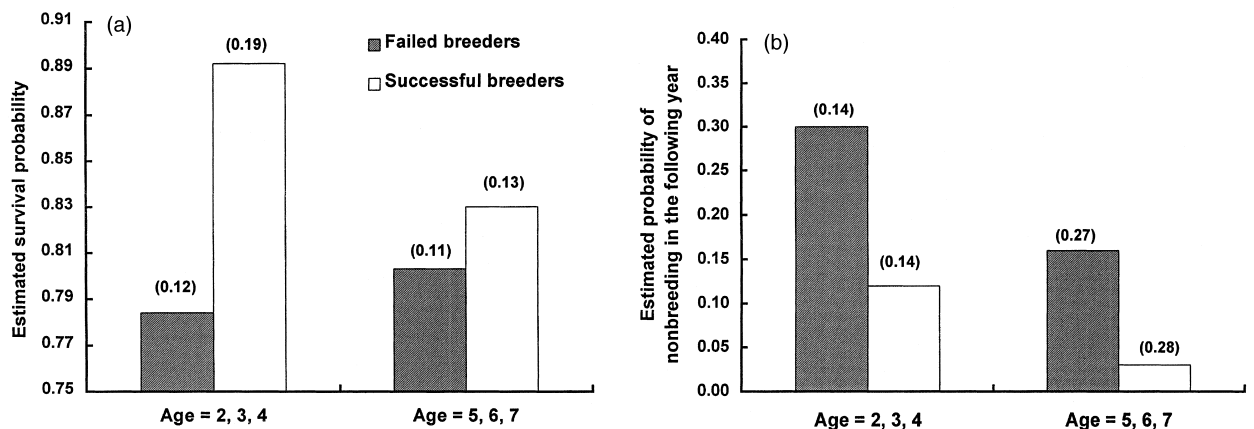 (a)
Estimated survival probability
0.91
0.89
0.87
0.85
0.83
0.81
0.79
0.77
0.75
(0.12)
(0.19)
(0.11)
(0.13)
Failed breeders
Successful breeders
Age = 2, 3, 4
Age = 5, 6, 7
(b)
Estimated probability of
nonbreeding in the following year
0.40
0.35
0.30
0.25
0.20
0.15
0.10
0.05
0.00
(0.14)
(0.14)
(0.27)
(0.28)
Age = 2, 3, 4
Age = 5, 6, 7